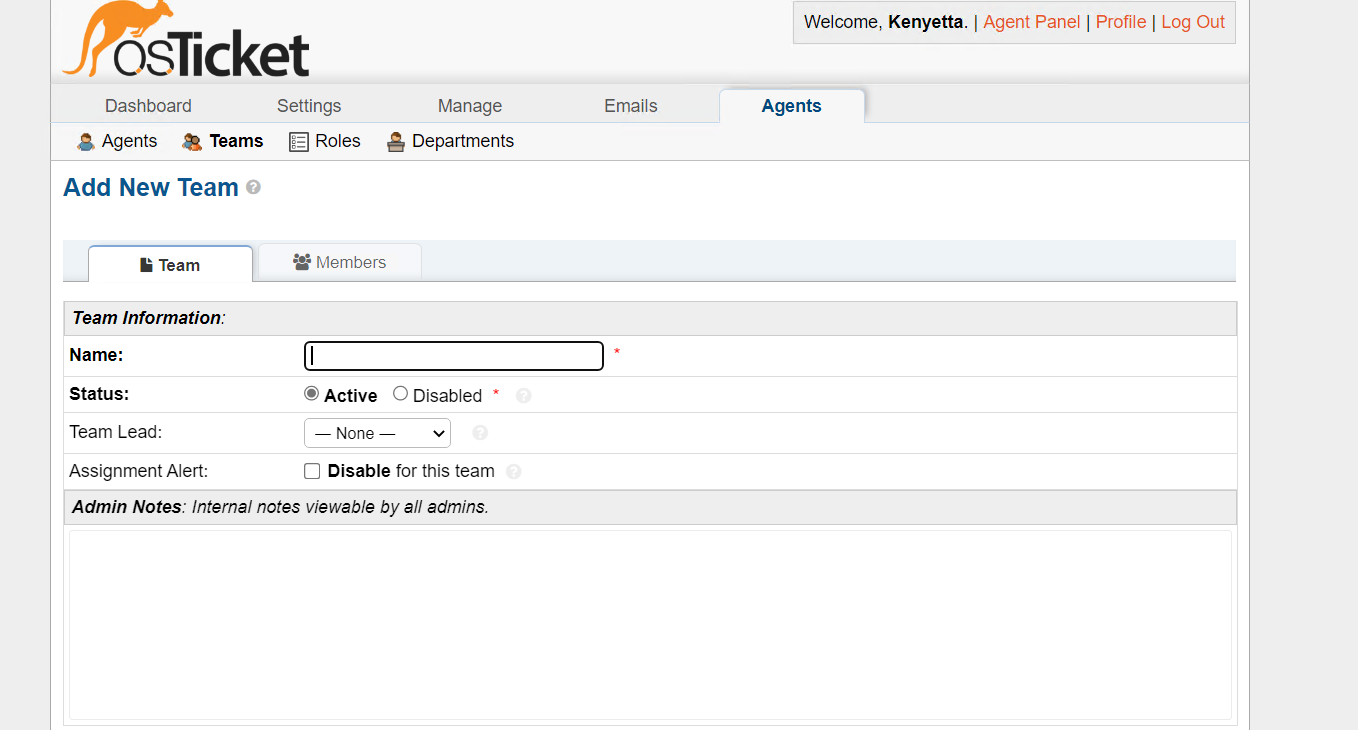 osTicket
Welcome, Kenyetta. | Agent Panel | Profile | Log Out
Dashboard Settings Manage Emails Agents
Agents Teams Roles Departments
Add New Team ?
Team Members
Team Information:
Name: *
Status: Active Disabled * ?
Team Lead: — None — ?
Assignment Alert: Disable for this team ?
Admin Notes: Internal notes viewable by all admins.